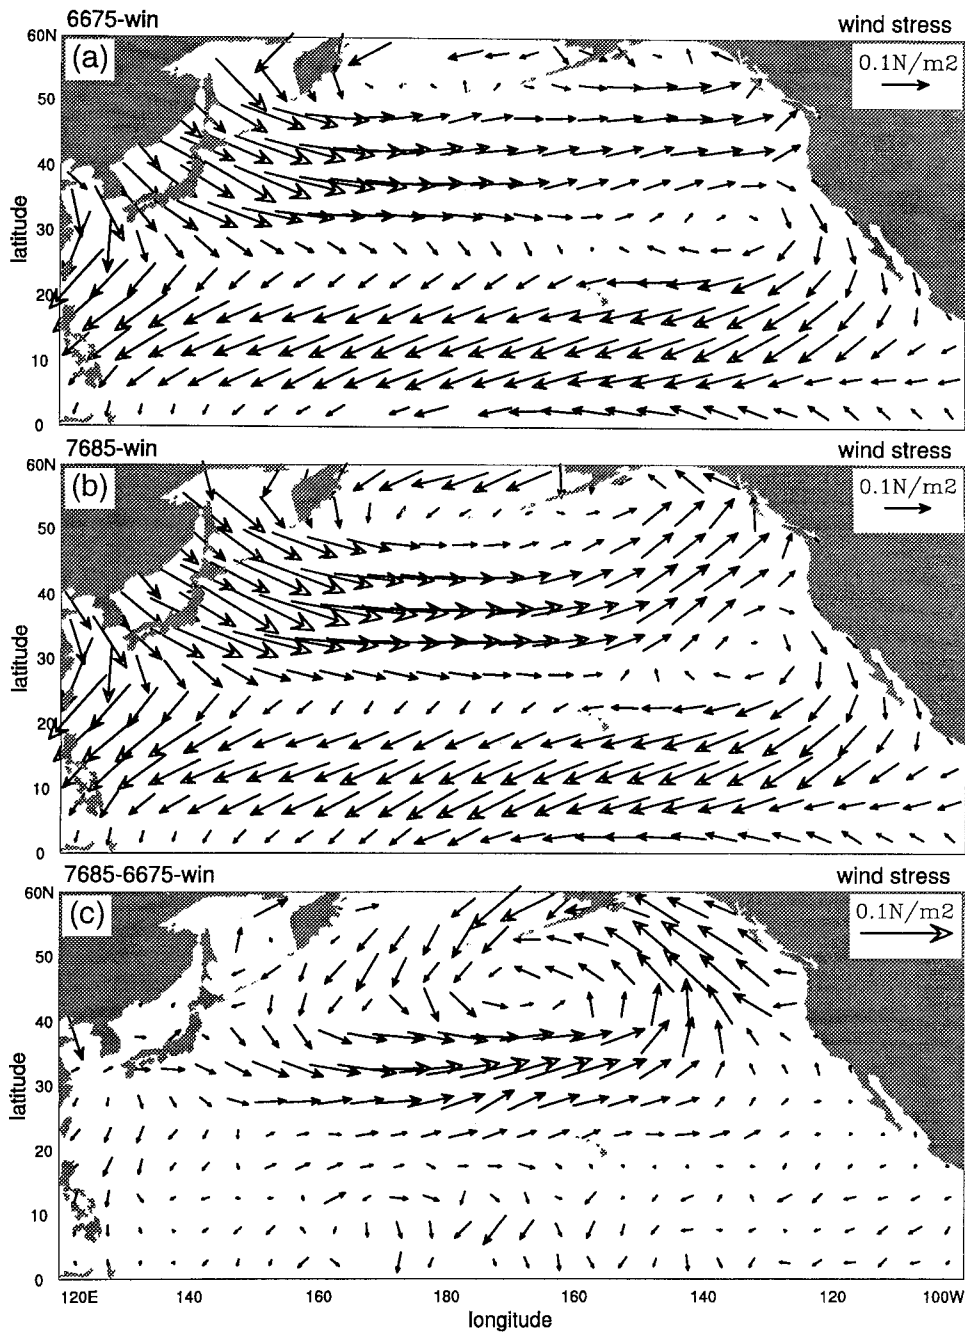 6675-win wind stress
60N
(a)
0.1N/m2
50
40
30
20
10
0
latitude
7685-win wind stress
60N
(b)
0.1N/m2
50
40
30
20
10
0
latitude
7685-6675-win wind stress
60N
(c)
0.1N/m2
50
40
30
20
10
0
latitude
120E 140 160 180 160 140 120 100W
longitude